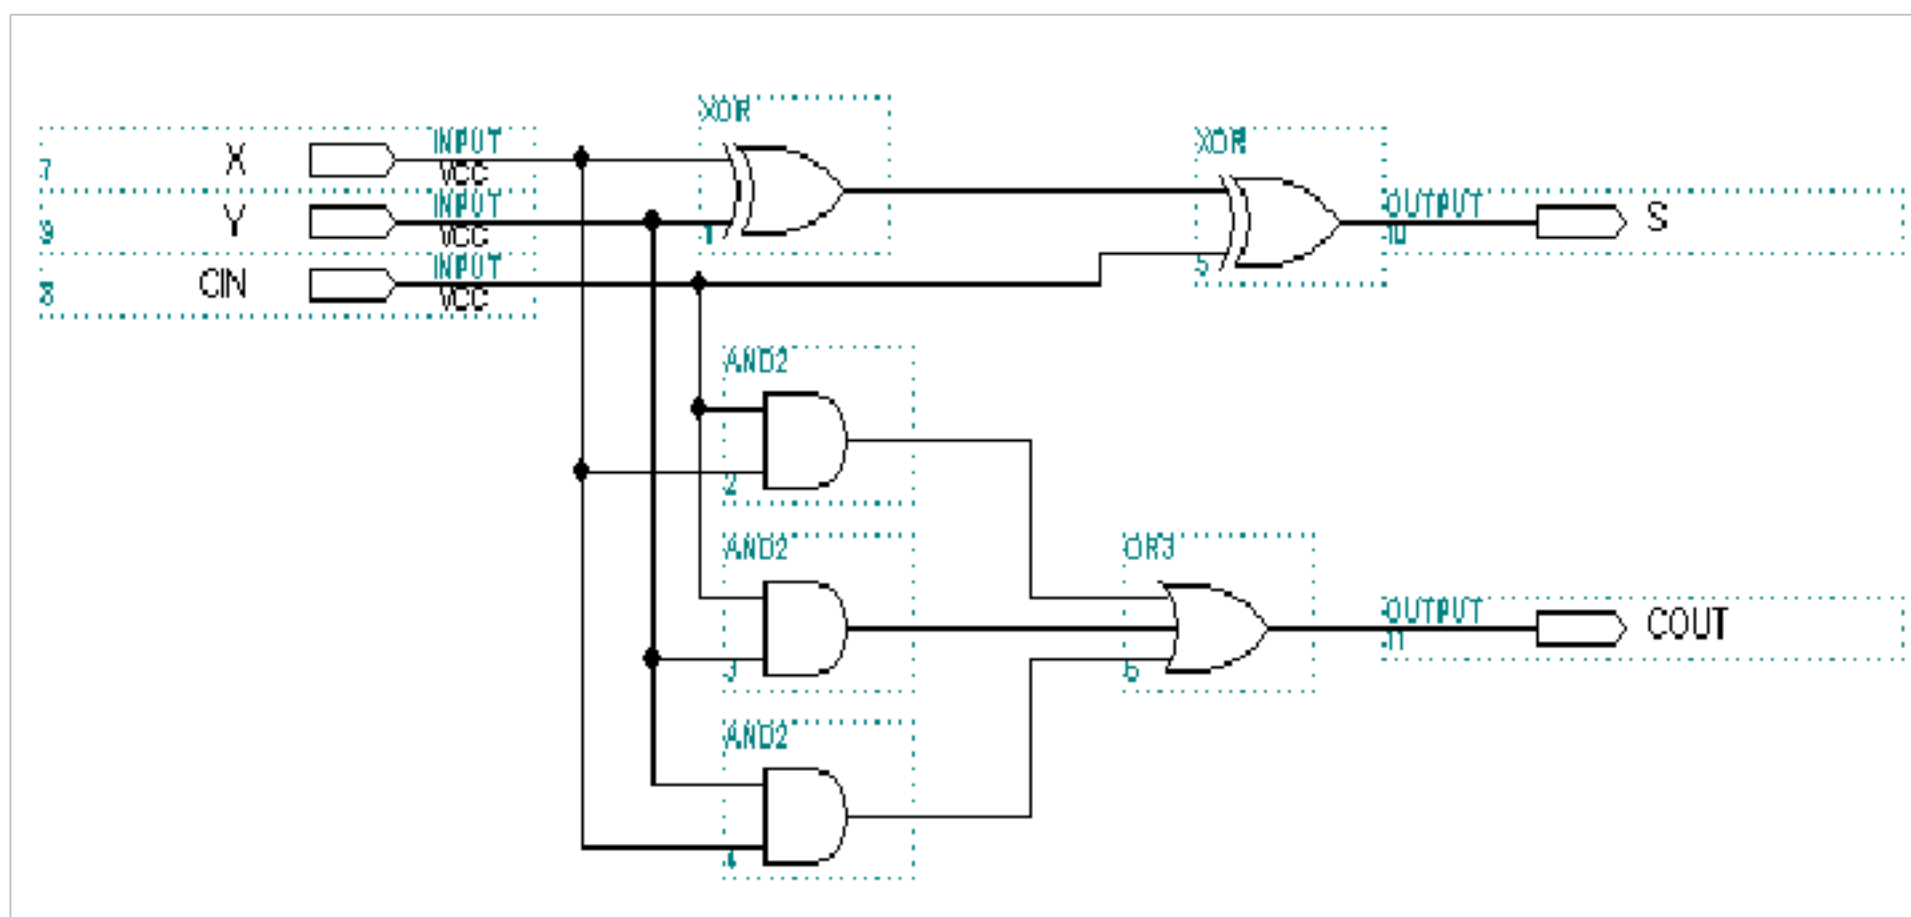 XOR
INPUT
VCC
7 X
XOR
INPUT
VCC
9 Y
1
OUTPUT
10
S
INPUT
VCC
8 CIN
5
AND2
2
AND2
3
OR3
6
OUTPUT
11
COUT
AND2
4